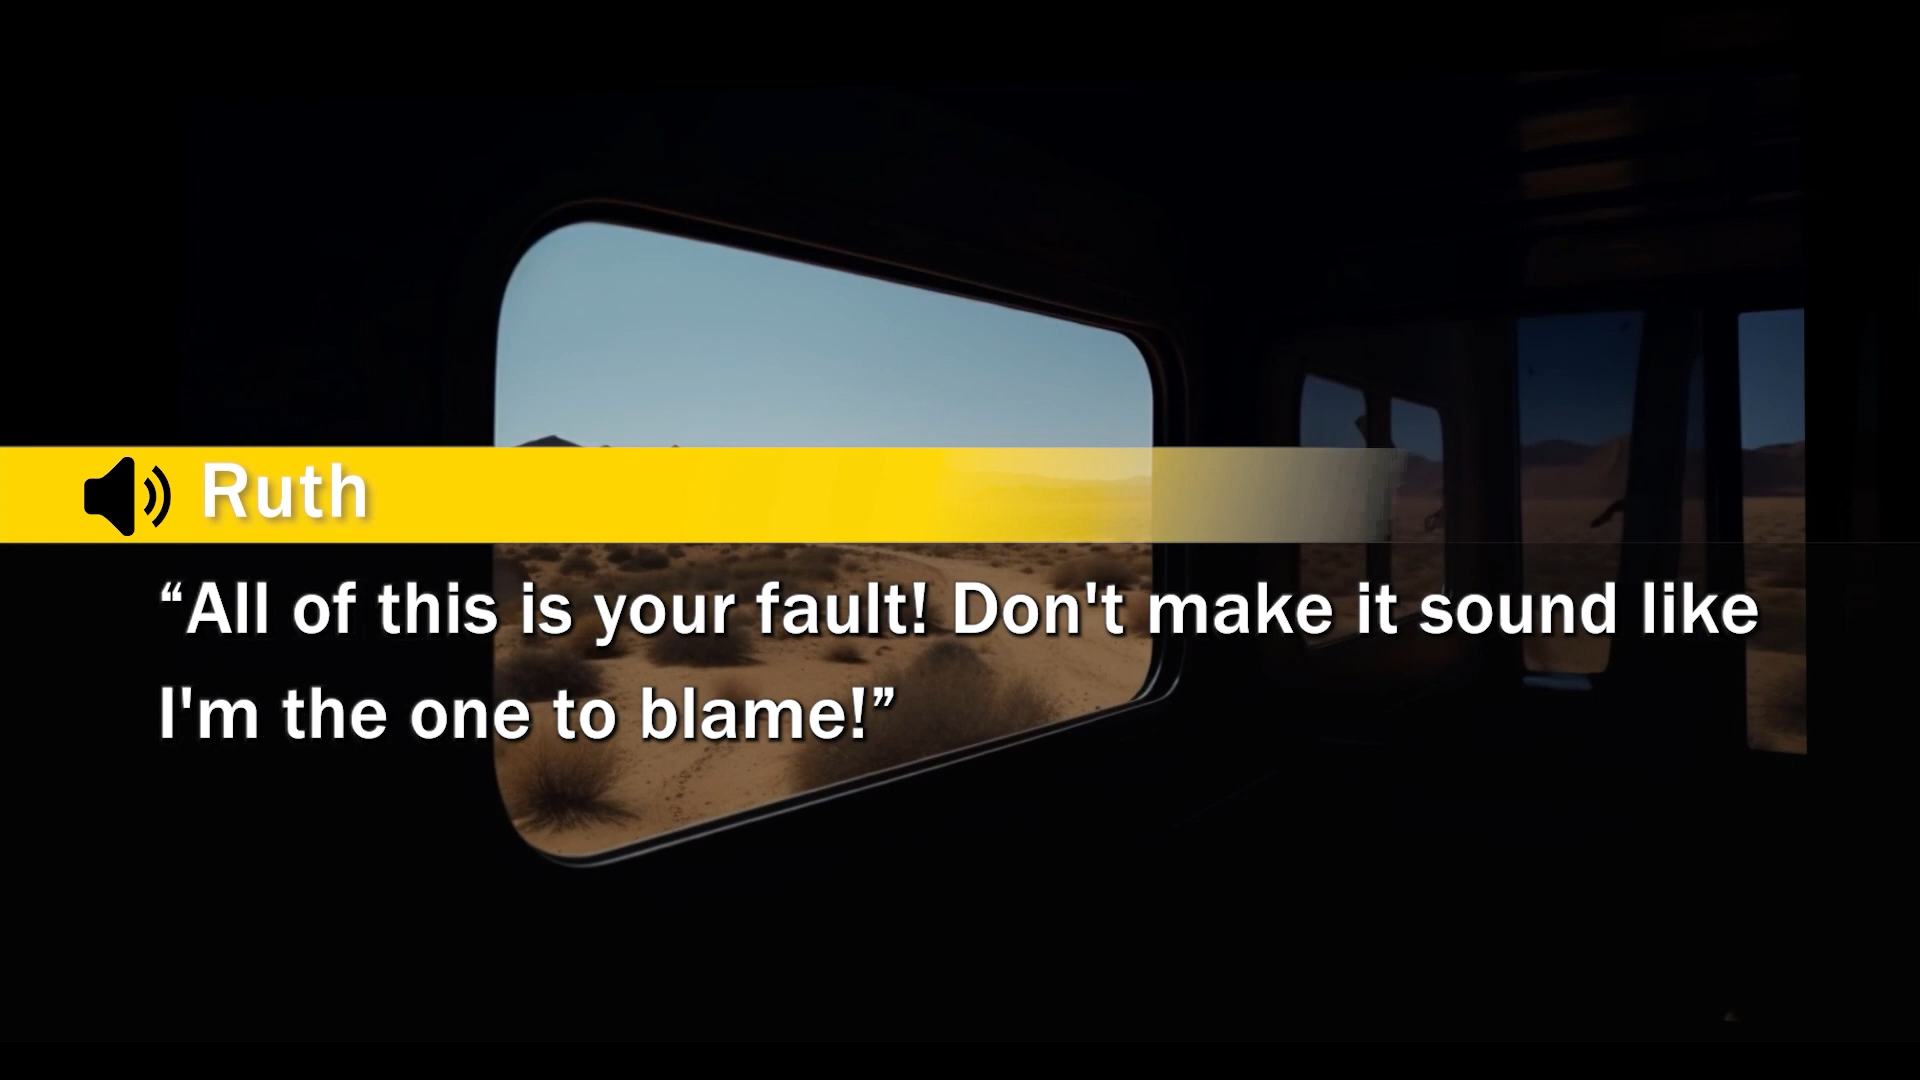 Ruth
“All of this is your fault! Don't make it sound like
I'm the one to blame!”